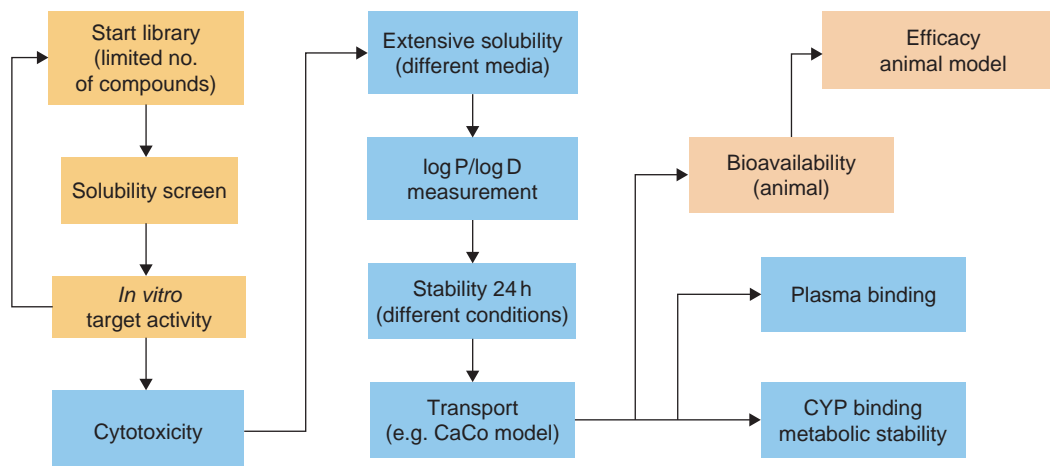 Start library
(limited no.
of compounds)
Solubility screen
In vitro
target activity
Cytotoxicity
Extensive solubility
(different media)
log P/log D
measurement
Stability 24 h
(different conditions)
Transport
(e.g. CaCo model)
Efficacy
animal model
Bioavailability
(animal)
Plasma binding
CYP binding
metabolic stability